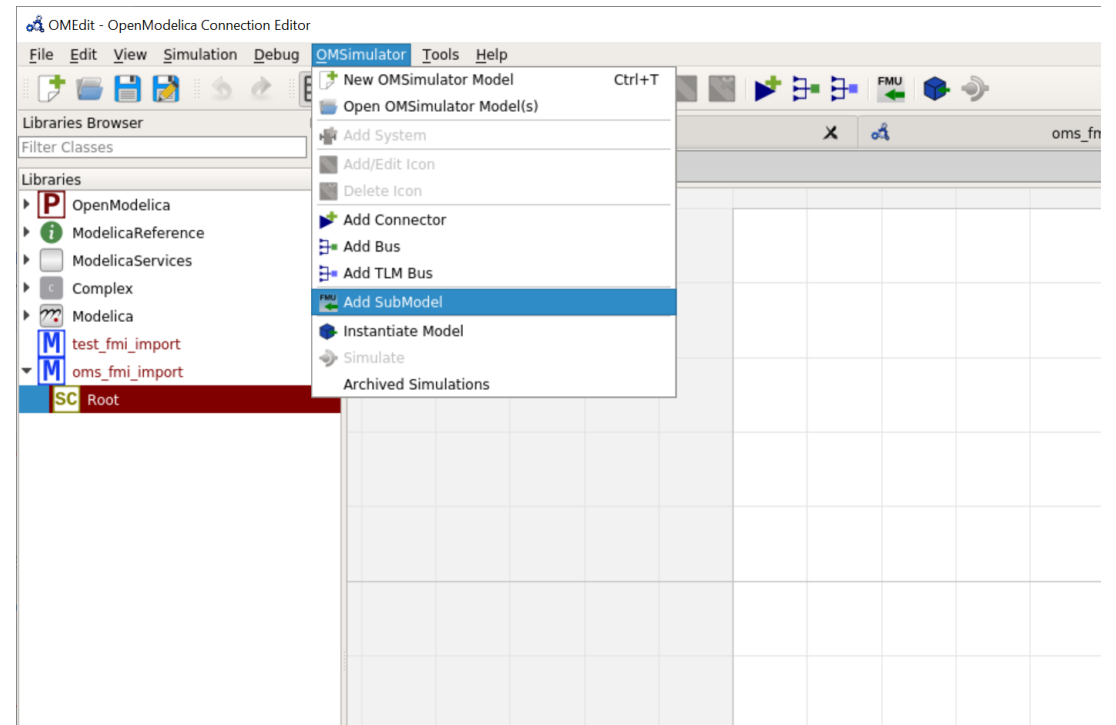 OMEdit - OpenModelica Connection Editor
File Edit View Simulation Debug OMSimulator Tools Help
New OMSimulator Model Ctrl+T
FMU
Libraries Browser
Open OMSimulator Model(s)
Filter Classes
Add System
oms_fm
Add/Edit Icon
Libraries
Delete Icon
P OpenModelica
Add Connector
i ModelicaReference
Add Bus
ModelicaServices
Add TLM Bus
C Complex
FMU Add SubModel
m Modelica
Instantiate Model
M test_fmi_import
Simulate
M oms_fmi_import
Archived Simulations
SC Root